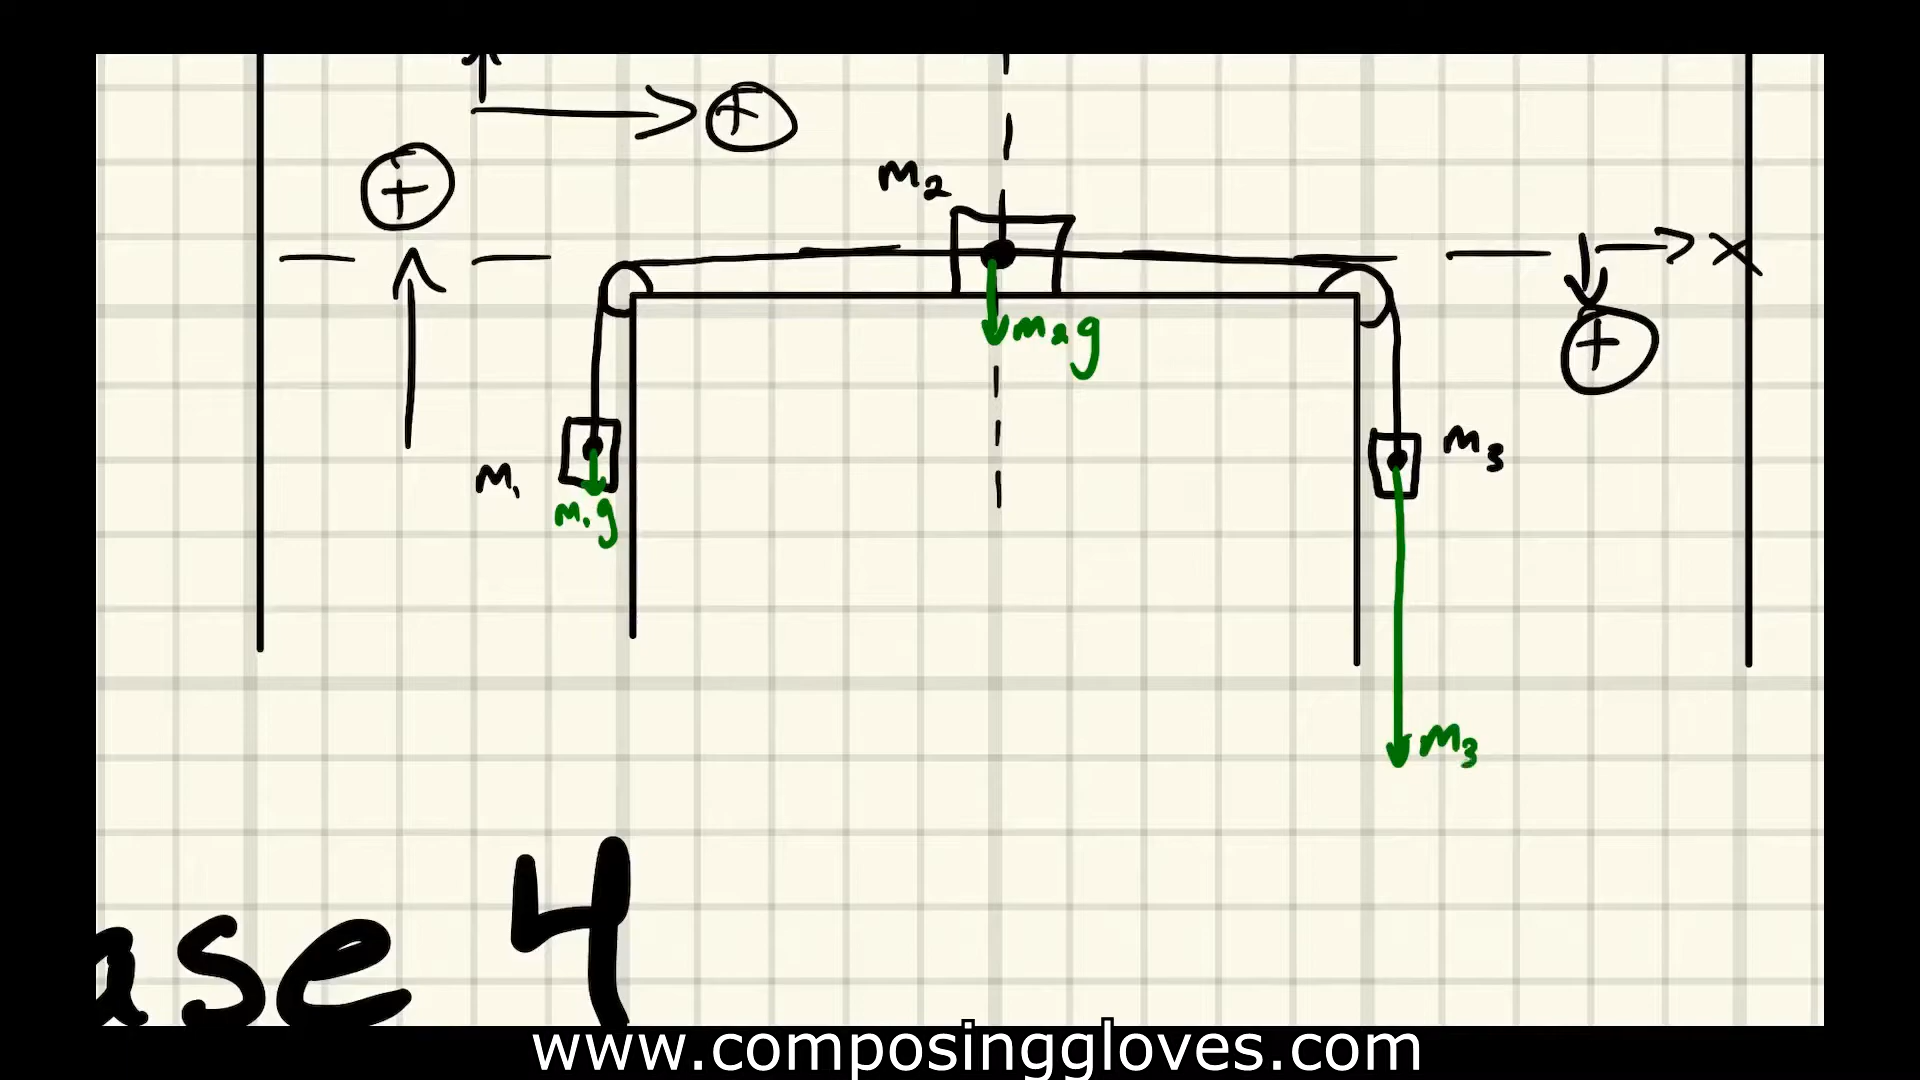 +
+
m₂
x
m₂g
+
m₁
m₃
m₁g
m₃
ase 4
www.composinggloves.com